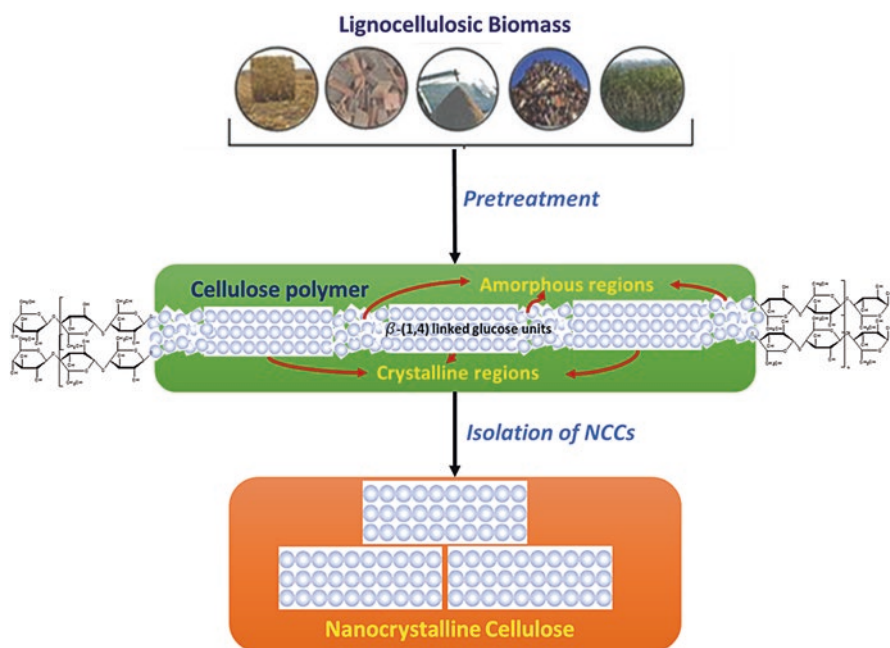 Lignocellulosic Biomass
Pretreatment
Cellulose polymer
Amorphous regions
β-(1,4) linked glucose units
Crystalline regions
Isolation of NCCs
Nanocrystalline Cellulose